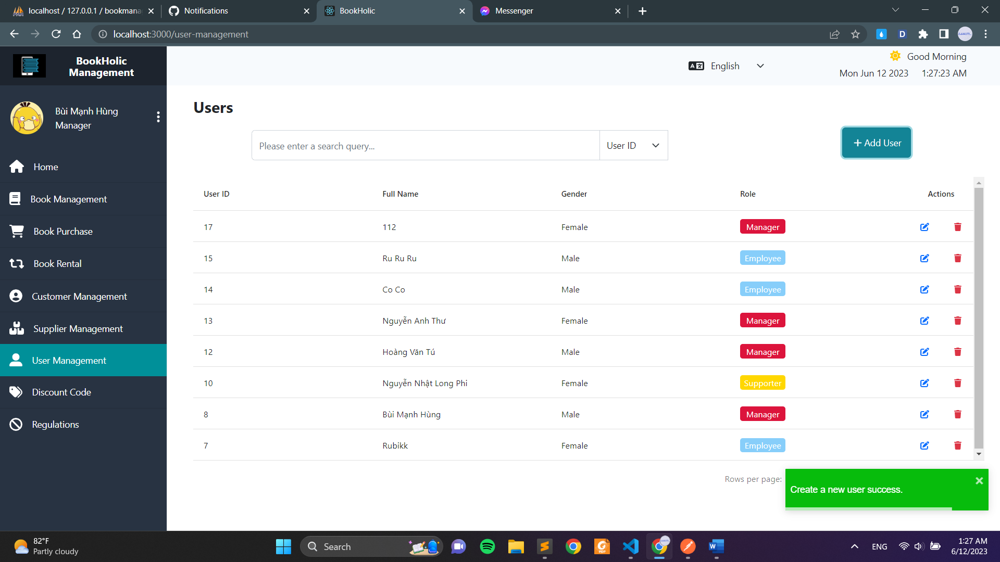 localhost / 127.0.0.1 / bookmana
Notifications
BookHolic
Messenger
localhost:3000/user-management
D
BookHolic
Management
English
Good Morning
Mon Jun 12 2023 1:27:23 AM
Bùi Mạnh Hùng
Manager
Home
Book Management
Book Purchase
Book Rental
Customer Management
Supplier Management
User Management
Discount Code
Regulations
Users
Please enter a search query...
User ID
+ Add User
User ID Full Name Gender Role Actions
17 112 Female Manager
15 Ru Ru Ru Male Employee
14 Co Co Male Employee
13 Nguyễn Anh Thư Female Manager
12 Hoàng Văn Tú Male Manager
10 Nguyễn Nhật Long Phi Female Supporter
8 Bùi Mạnh Hùng Male Manager
7 Rubikk Female Employee
Rows per page:
Create a new user success.
82°F
Partly cloudy
Search
ENG
1:27 AM
6/12/2023